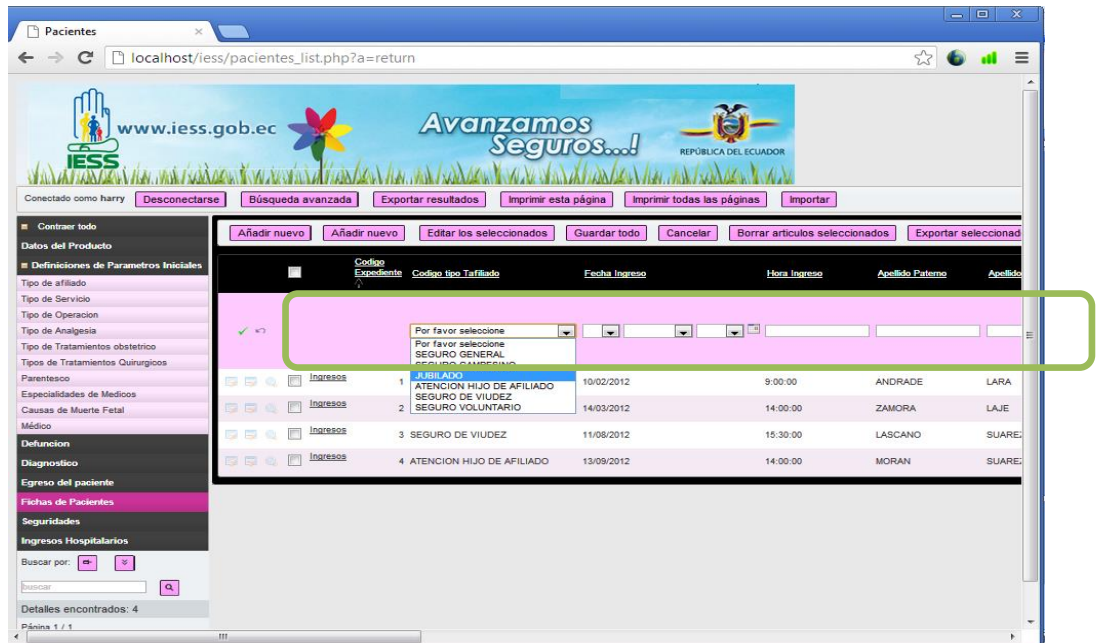 Pacientes
localhost/iess/pacientes_list.php?a=return
IESS
www.iess.gob.ec
Avanzamos
Seguros...!
REPÚBLICA DEL ECUADOR
Conectado como harry Desconectarse Búsqueda avanzada Exportar resultados Imprimir esta página Imprimir todas las páginas Importar
Contraer todo
Datos del Producto
Definiciones de Parametros Iniciales
Tipo de afiliado
Tipo de Servicio
Tipo de Operacion
Tipo de Analgesia
Tipo de Tratamientos obstetrico
Tipos de Tratamientos Quirurgicos
Parentesco
Especialidades de Medicos
Causas de Muerte Fetal
Médico
Defuncion
Diagnostico
Egreso del paciente
Fichas de Pacientes
Seguridades
Ingresos Hospitalarios
Buscar por:
buscar
Detalles encontrados: 4
Página 1 / 1
Añadir nuevo Añadir nuevo Editar los seleccionados Guardar todo Cancelar Borrar articulos seleccionados Exportar seleccionad
Codigo
Expediente Codigo tipo Tafiliado Fecha Ingreso Hora Ingreso Apellido Paterno Apellido
Por favor seleccione
Por favor seleccione
SEGURO GENERAL
SEGURO CAMPESINO
JUBILADO
ATENCION HIJO DE AFILIADO
SEGURO DE VIUDEZ
SEGURO VOLUNTARIO
Ingresos 1 10/02/2012 9:00:00 ANDRADE LARA
Ingresos 2 14/03/2012 14:00:00 ZAMORA LAJE
Ingresos 3 SEGURO DE VIUDEZ 11/08/2012 15:30:00 LASCANO SUAREZ
Ingresos 4 ATENCION HIJO DE AFILIADO 13/09/2012 14:00:00 MORAN SUAREZ